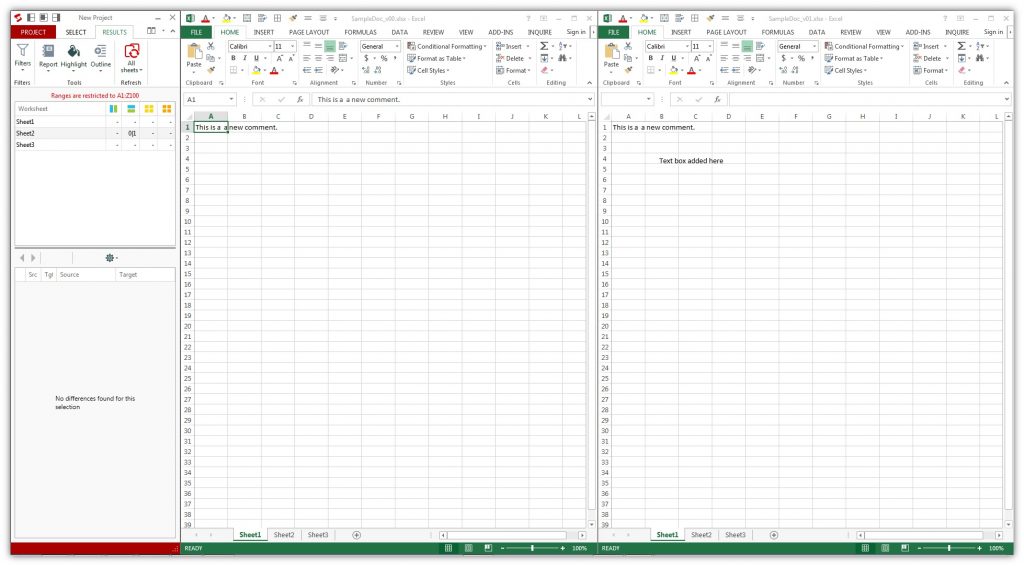 New Project
PROJECT SELECT RESULTS
Filters Report Highlight Outline All sheets
Filters Tools Refresh
Ranges are restricted to A1:Z100
Worksheet
Sheet1 - - - -
Sheet2 - 0|1 - -
Sheet3 - - - -
Src Tgt Source Target
No differences found for this
selection
SampleDoc_v00.xlsx - Excel
FILE HOME INSERT PAGE LAYOUT FORMULAS DATA REVIEW VIEW ADD-INS INQUIRE Sign in
Calibri 11 General Conditional Formatting Insert
Paste B I U $ % , Format as Table Delete
Cell Styles Format
Clipboard Font Alignment Number Styles Cells Editing
A1 fx This is a  a new comment.
A B C D E F G H I J K L
1 This is a  a new comment.
2
3
4
5
6
7
8
9
10
11
12
13
14
15
16
17
18
19
20
21
22
23
24
25
26
27
28
29
30
31
32
33
34
35
36
37
38
39
Sheet1 Sheet2 Sheet3
READY 100%
SampleDoc_v01.xlsx - Excel
FILE HOME INSERT PAGE LAYOUT FORMULAS DATA REVIEW VIEW ADD-INS INQUIRE Sign in
Calibri 11 General Conditional Formatting Insert
Paste B I U $ % , Format as Table Delete
Cell Styles Format
Clipboard Font Alignment Number Styles Cells Editing
fx
A B C D E F G H I J K L
1 This is a  a new comment.
2
3
4 Text box added here
5
6
7
8
9
10
11
12
13
14
15
16
17
18
19
20
21
22
23
24
25
26
27
28
29
30
31
32
33
34
35
36
37
38
39
Sheet1 Sheet2 Sheet3
READY 100%